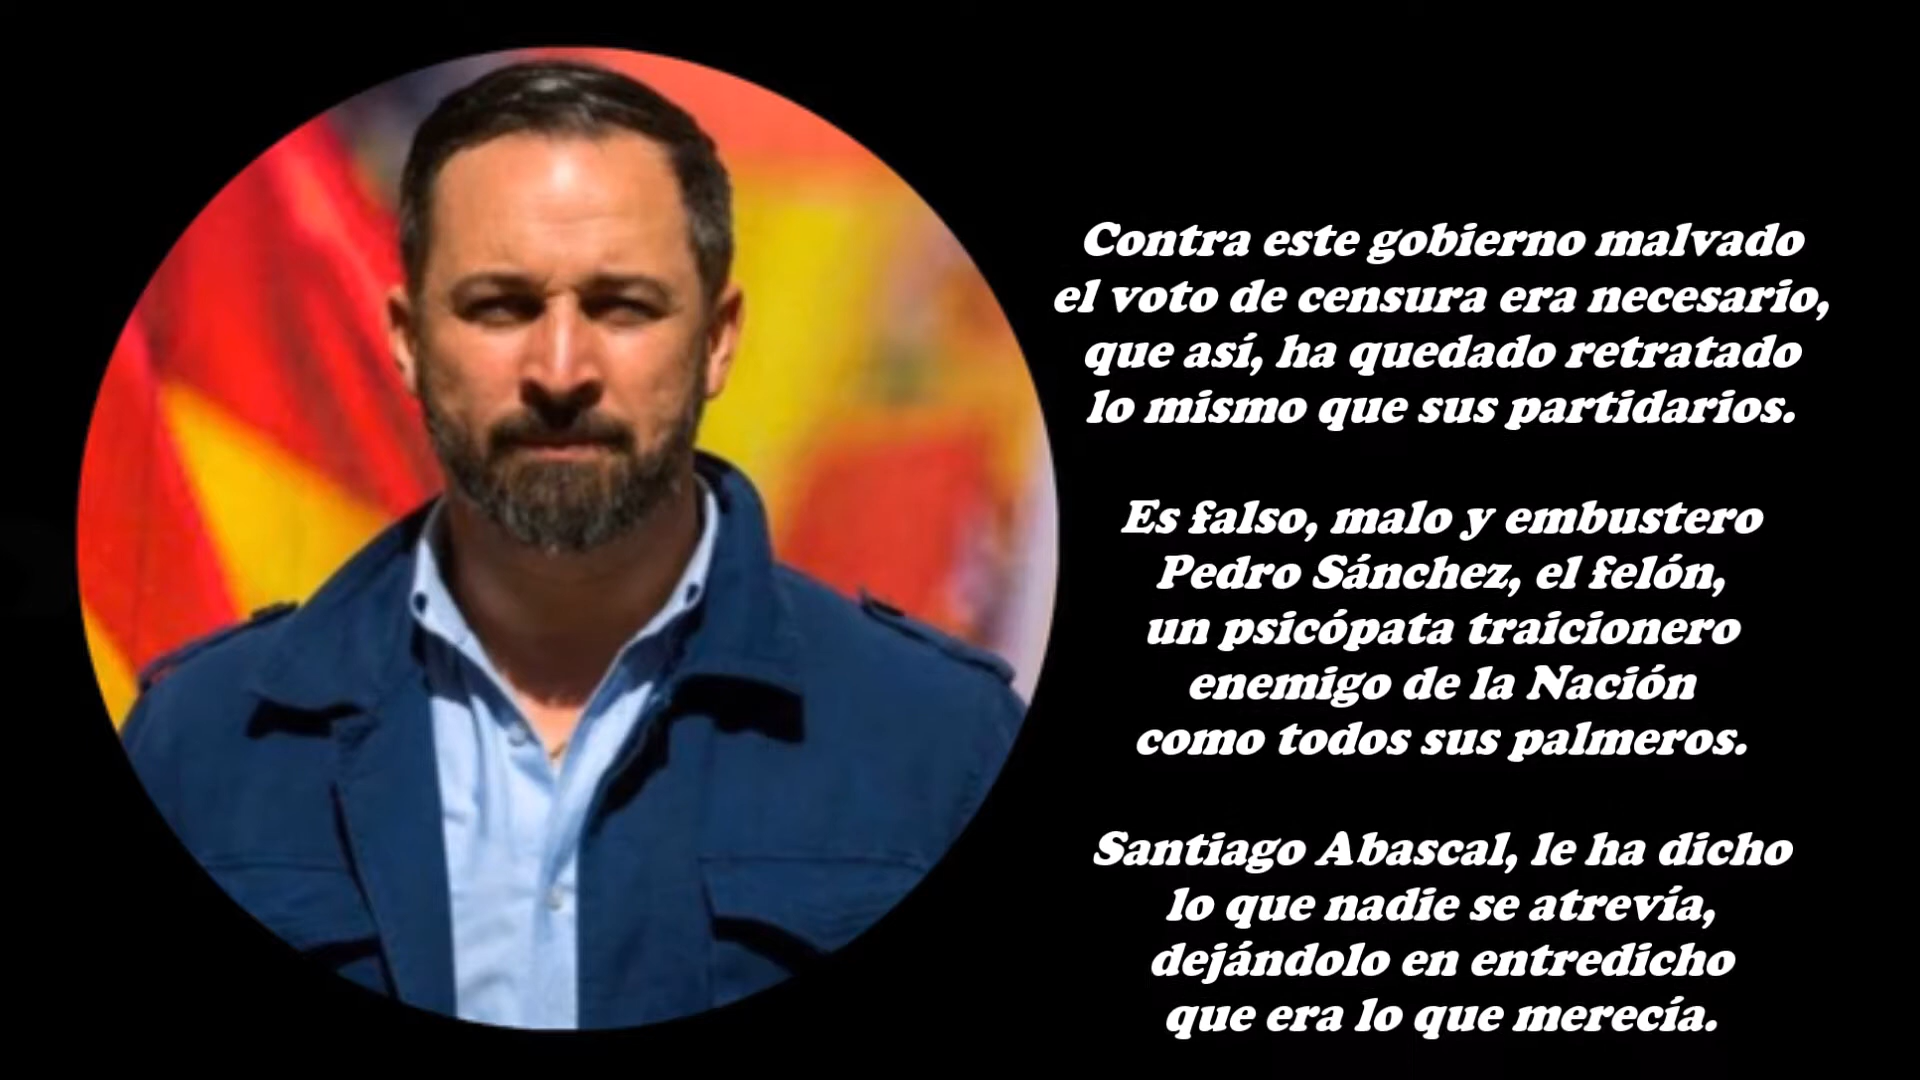 Contra este gobierno malvado
el voto de censura era necesario,
que así, ha quedado retratado
lo mismo que sus partidarios.
Es falso, malo y embustero
Pedro Sánchez, el felón,
un psicópata traicionero
enemigo de la Nación
como todos sus palmeros.
Santiago Abascal, le ha dicho
lo que nadie se atrevía,
dejándolo en entredicho
que era lo que merecía.